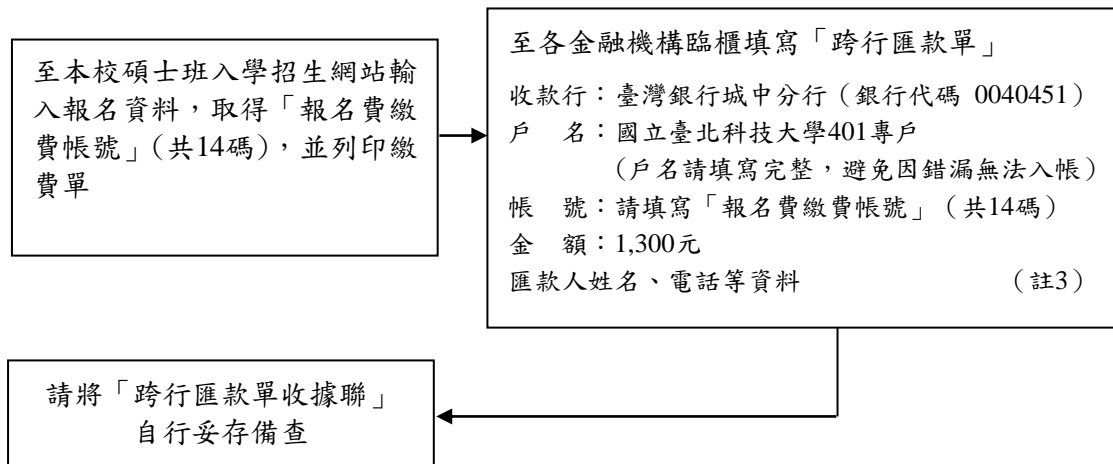 至本校碩士班入學招生網站輸
入報名資料，取得「報名費繳
費帳號」（共14碼），並列印繳
費單
至各金融機構臨櫃填寫「跨行匯款單」
收款行：臺灣銀行城中分行（銀行代碼 0040451）
戶　名：國立臺北科技大學401專戶
（戶名請填寫完整，避免因錯漏無法入帳）
帳　號：請填寫「報名費繳費帳號」（共14碼）
金　額：1,300元
匯款人姓名、電話等資料　（註3）
請將「跨行匯款單收據聯」
自行妥存備查